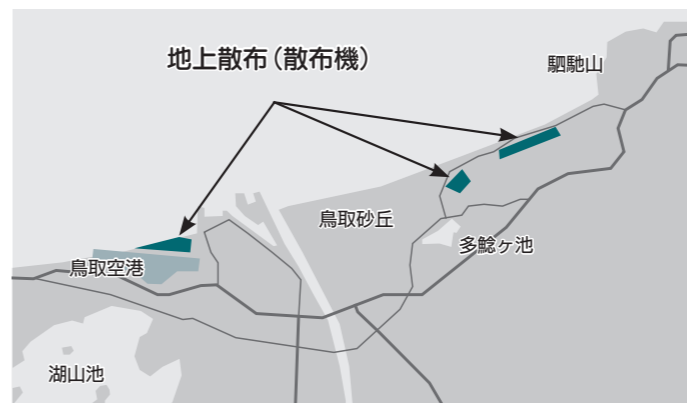 地上散布（散布機）
駟馳山
鳥取砂丘
多鯰ヶ池
鳥取空港
湖山池